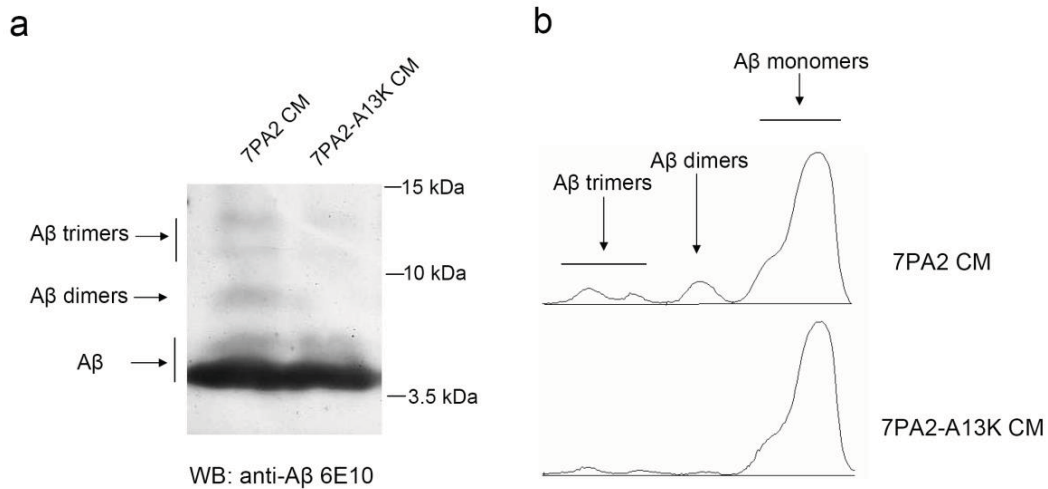 a
7PA2 CM
7PA2-A13K CM
15 kDa
Aβ trimers
10 kDa
Aβ dimers
Aβ
3.5 kDa
WB: anti-Aβ 6E10
b
Aβ monomers
Aβ dimers
Aβ trimers
7PA2 CM
7PA2-A13K CM